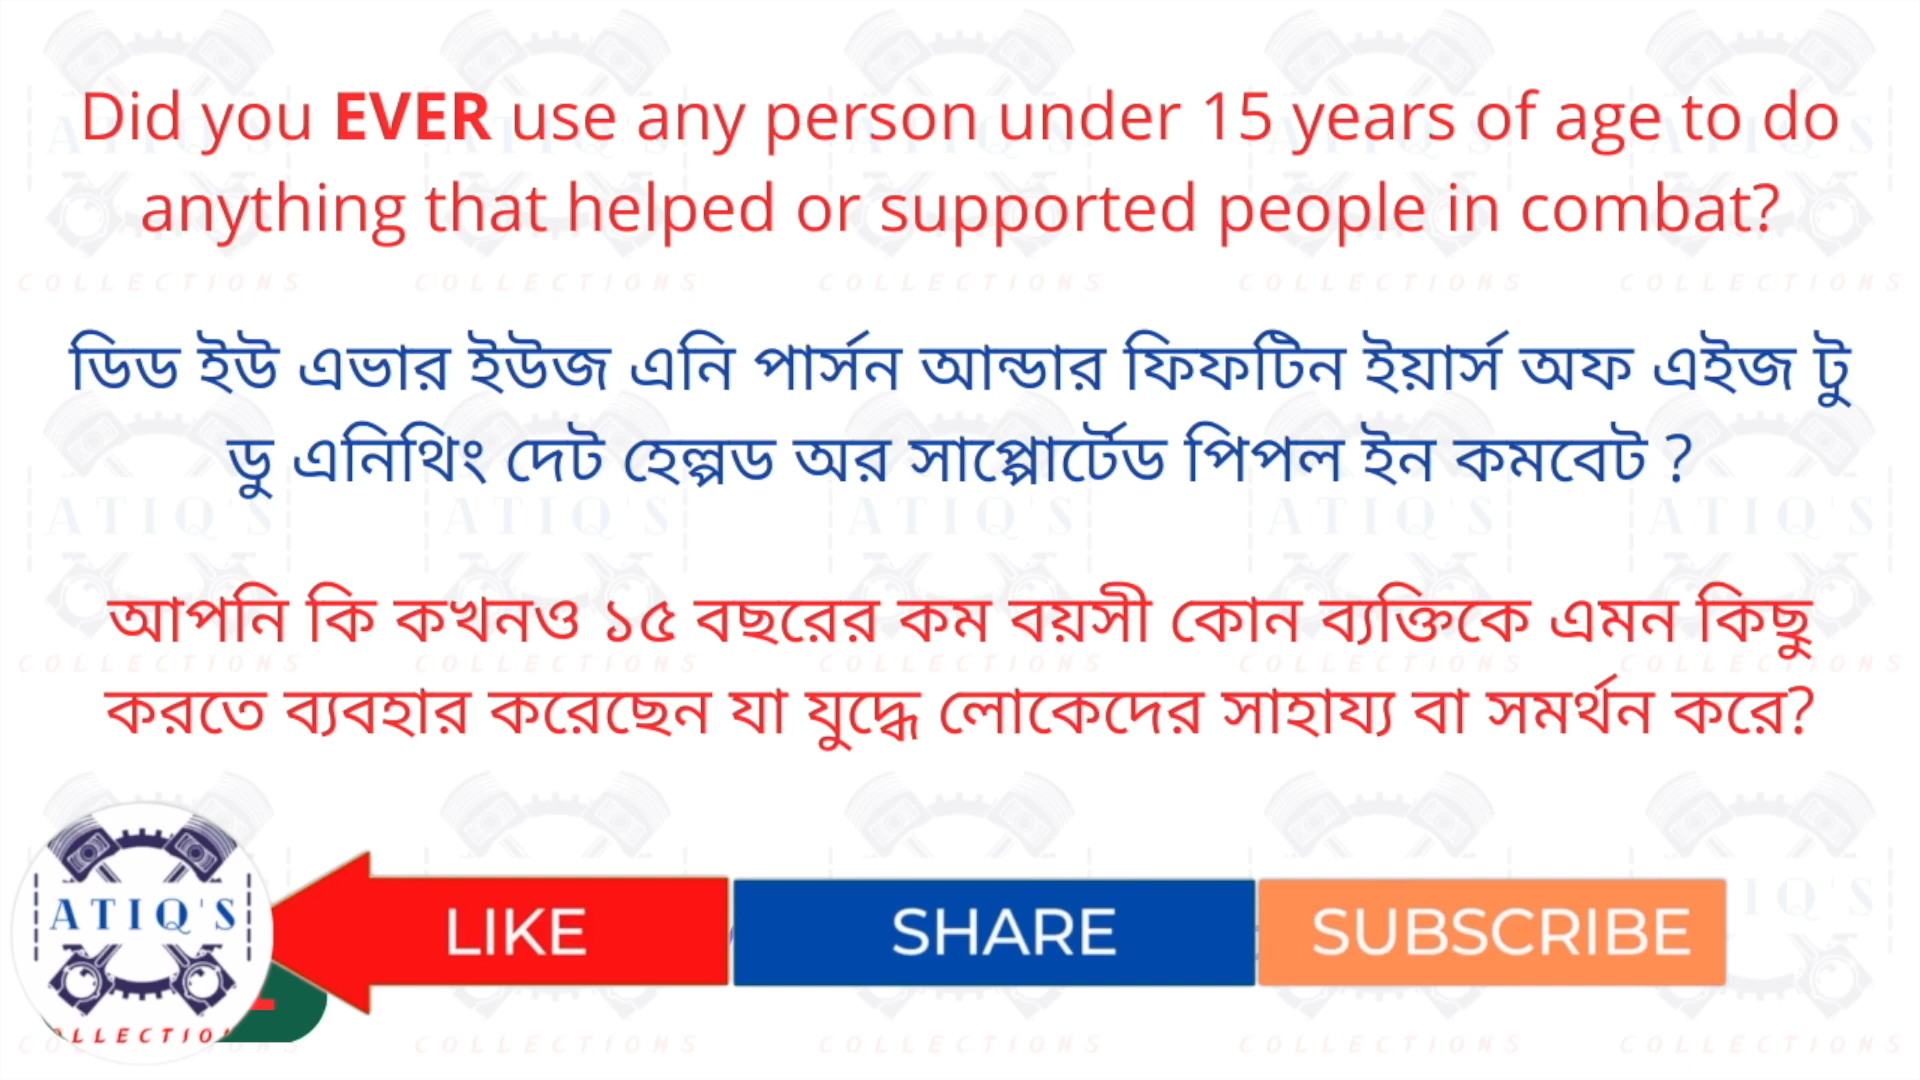 Did you EVER use any person under 15 years of age to do
anything that helped or supported people in combat?
ডিড ইউ এভার ইউজ এনি পার্সন আন্ডার ফিফটিন ইয়ার্স অফ এইজ টু
ডু এনিথিং দেট হেল্পড অর সাপ্পোর্টেড পিপল ইন কমবেট ?
আপনি কি কখনও ১৫ বছরের কম বয়সী কোন ব্যক্তিকে এমন কিছু
করতে ব্যবহার করেছেন যা যুদ্ধে লোকেদের সাহায্য বা সমর্থন করে?
ATIQ'S
LIKE
SHARE
SUBSCRIBE